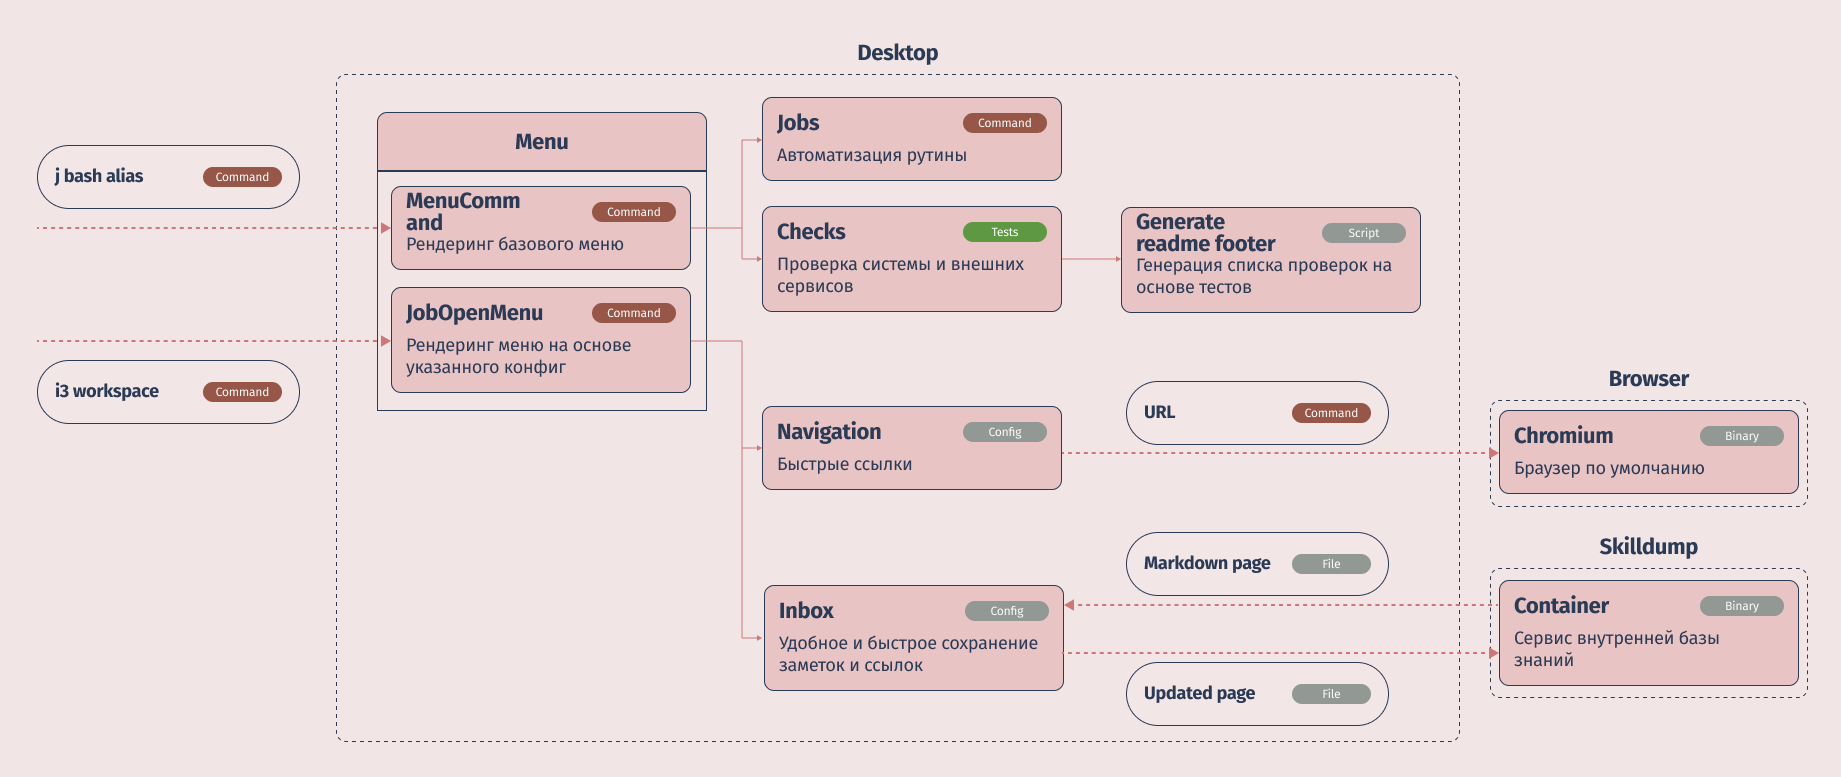 Desktop
j bash alias
Command
i3 workspace
Command
Menu
MenuComm
and
Command
Рендеринг базового меню
JobOpenMenu
Command
Рендеринг меню на основе
указанного конфиг
Jobs
Command
Автоматизация рутины
Checks
Tests
Проверка системы и внешних
сервисов
Generate
readme footer
Script
Генерация списка проверок на
основе тестов
Navigation
Config
Быстрые ссылки
URL
Command
Browser
Chromium
Binary
Браузер по умолчанию
Markdown page
File
Inbox
Config
Удобное и быстрое сохранение
заметок и ссылок
Updated page
File
Skilldump
Container
Binary
Сервис внутренней базы
знаний